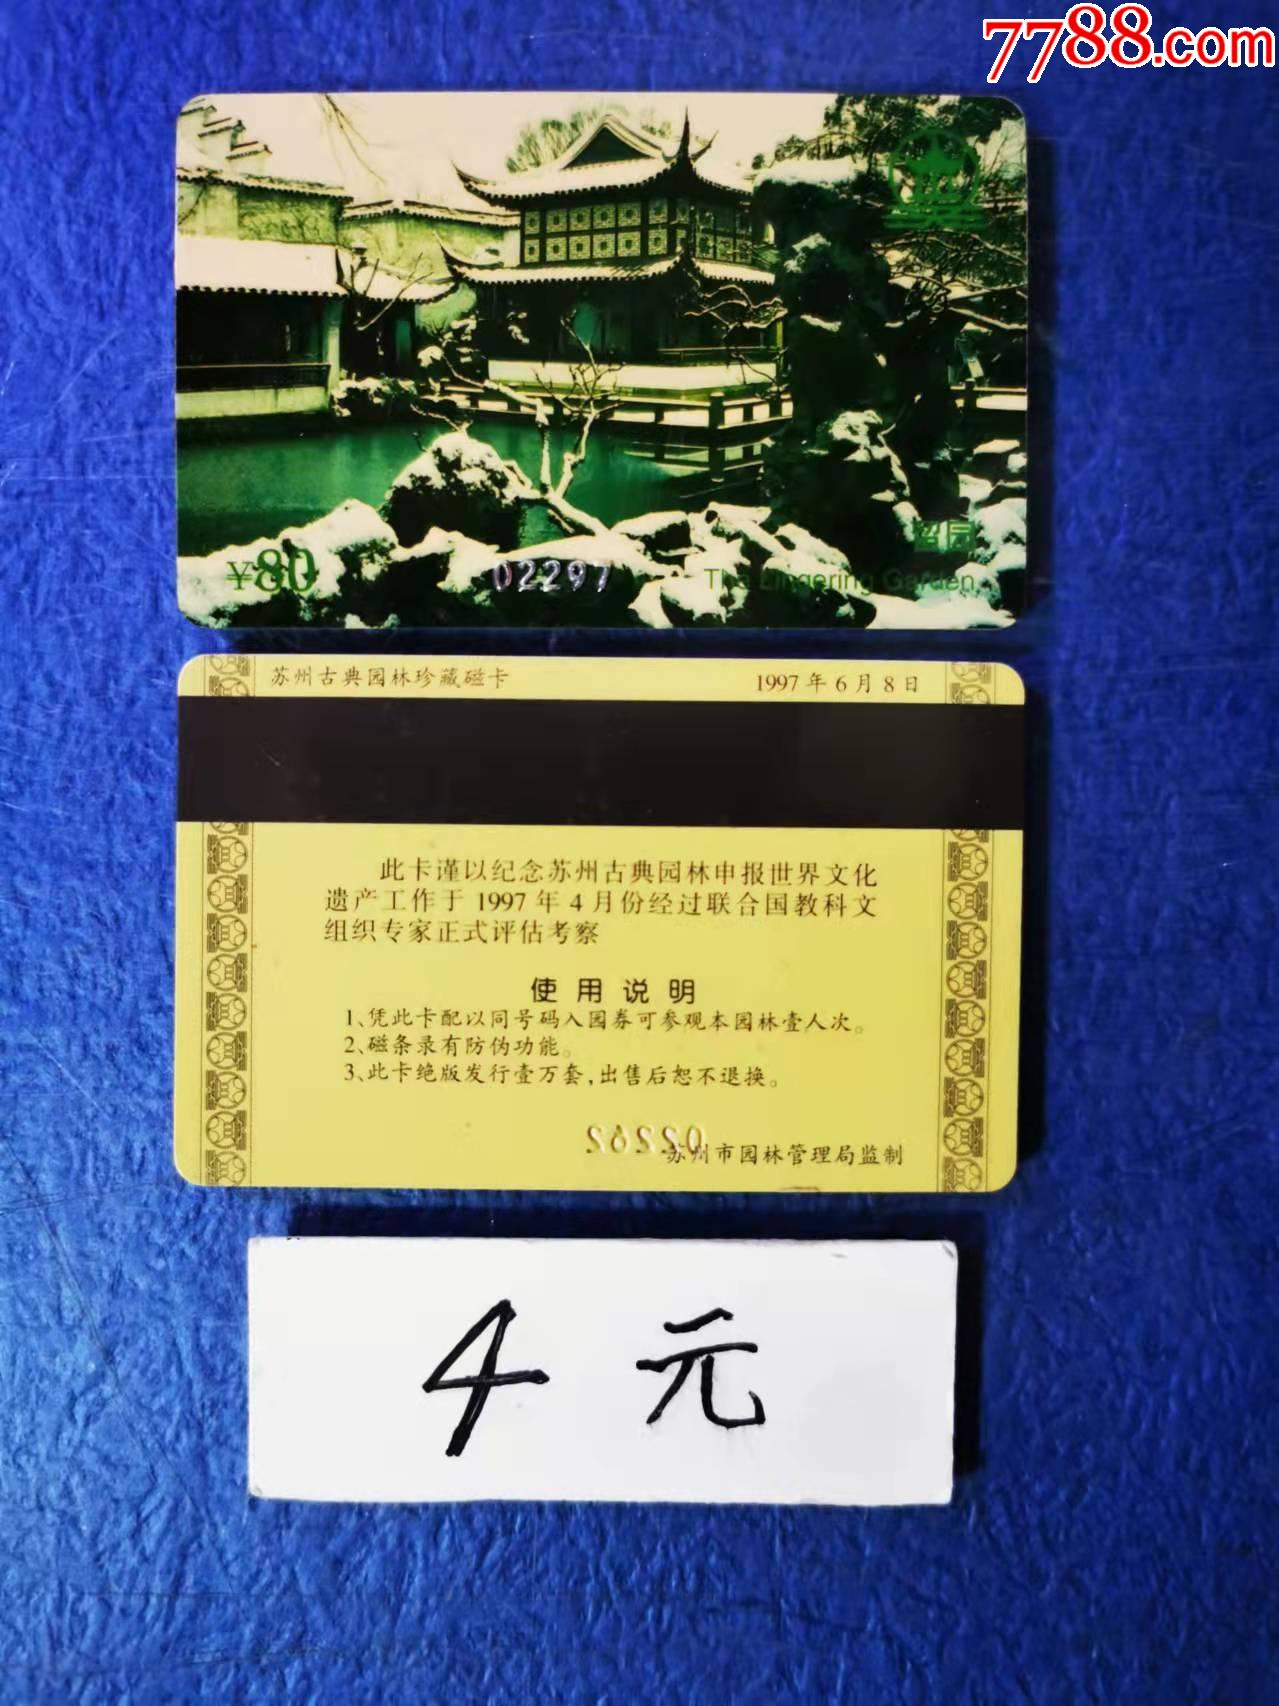 7788.com
留园
¥80
02297
The Lingering Garden
苏州古典园林珍藏磁卡
1997年6月8日
此卡谨以纪念苏州古典园林申报世界文化
遗产工作于1997年4月份经过联合国教科文
组织专家正式评估考察
使用说明
1、凭此卡配以同号码入园券可参观本园林壹人次。
2、磁条录有防伪功能。
3、此卡绝版发行壹万套,出售后恕不退换。
02262
苏州市园林管理局监制
4元